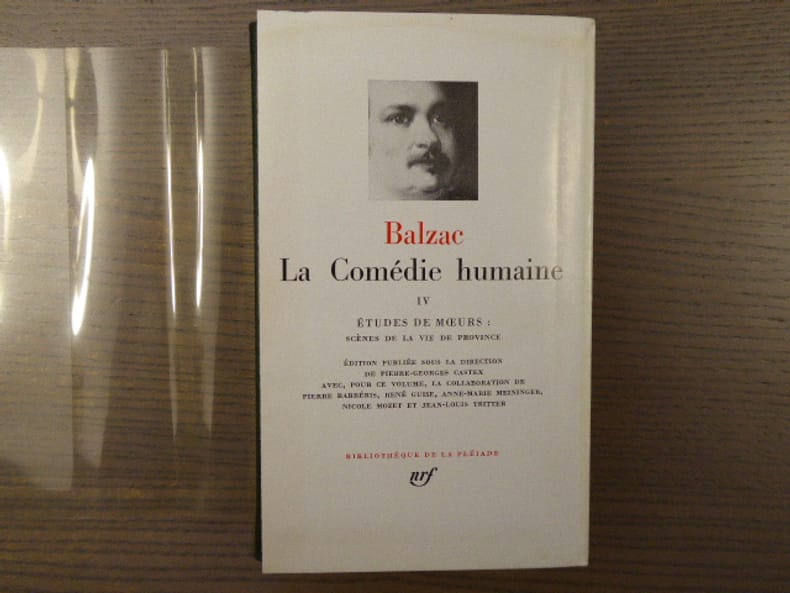 Balzac
La Comédie humaine
IV
ÉTUDES DE MŒURS :
SCÈNES DE LA VIE DE PROVINCE
ÉDITION PUBLIÉE SOUS LA DIRECTION
DE PIERRE-GEORGES CASTEX
AVEC, POUR CE VOLUME, LA COLLABORATION DE
PIERRE BARBÉRIS, RENÉ GUISE, ANNE-MARIE MEININGER,
NICOLE MOZET ET JEAN-LOUIS TRITTER
BIBLIOTHÈQUE DE LA PLÉIADE
nrf